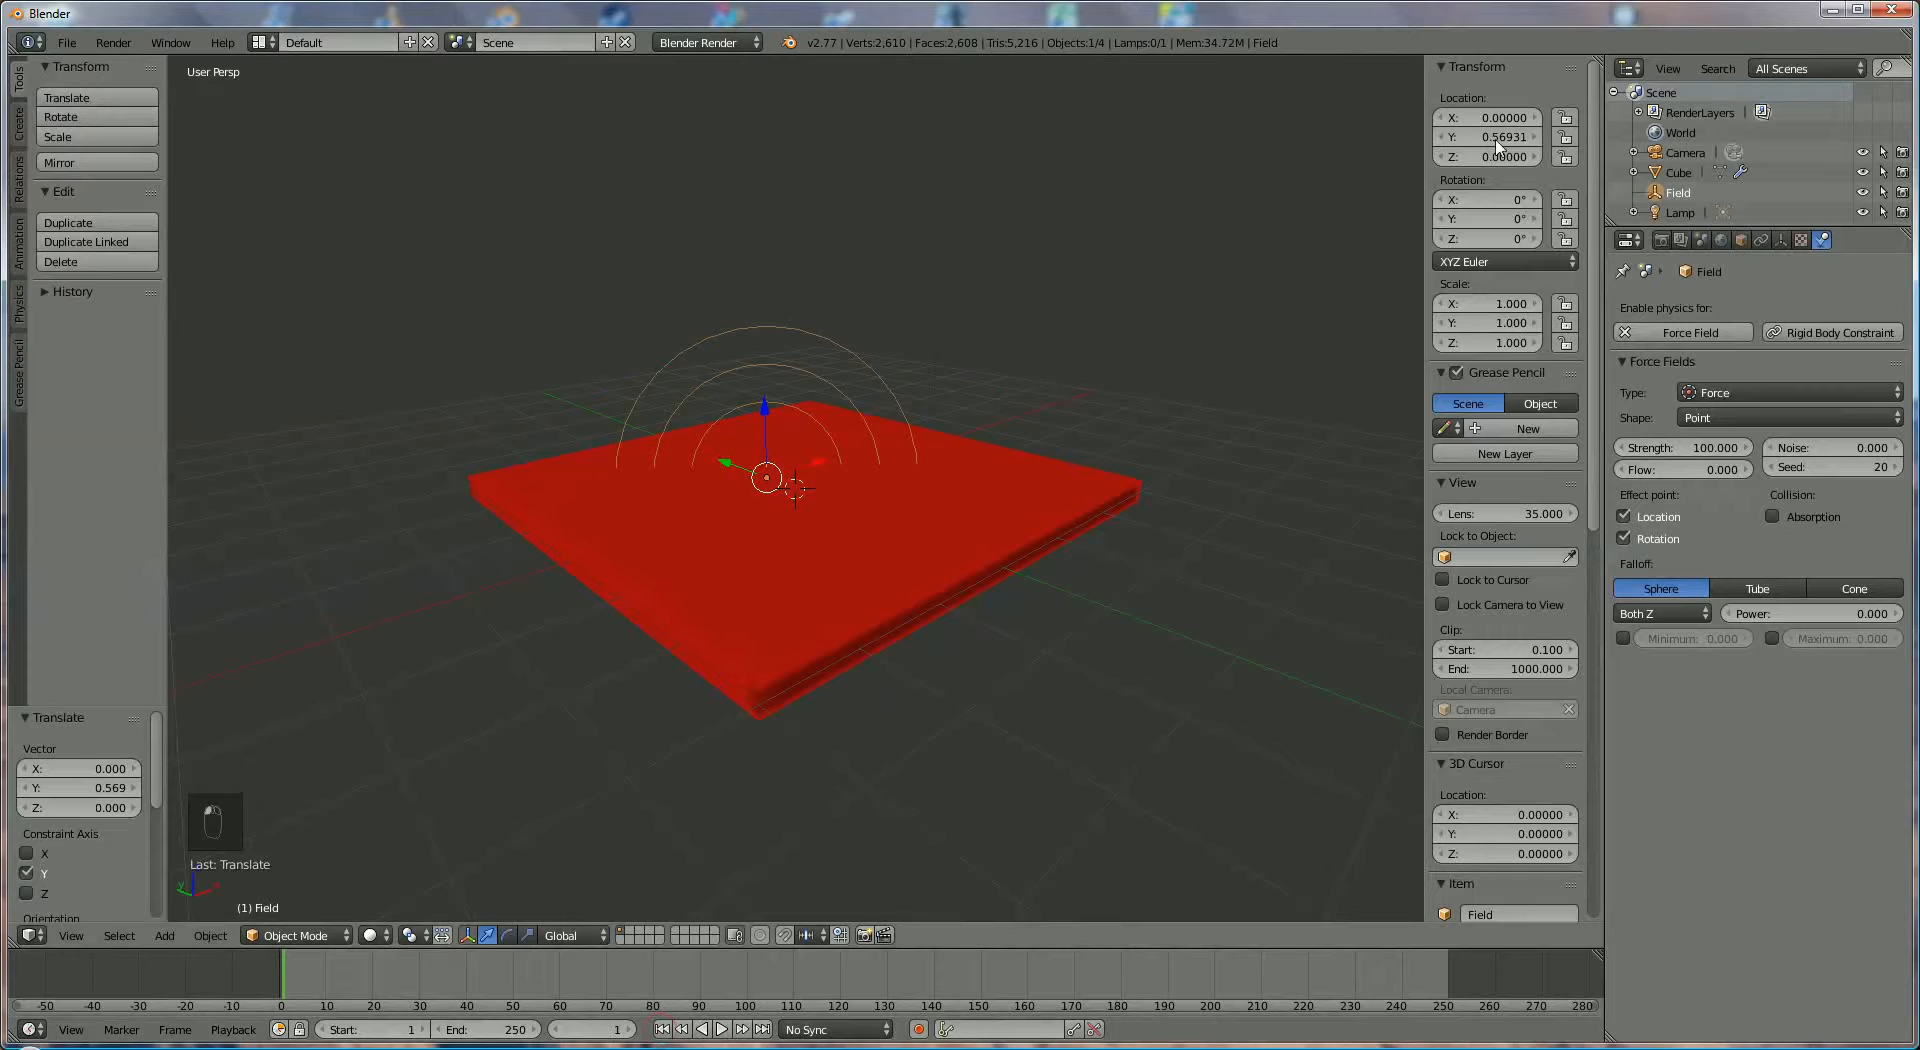 Blender
File Render Window Help Default Scene Blender Render v2.77 | Verts:2,610 | Faces:2,608 | Tris:5,216 | Objects:1/4 | Lamps:0/1 | Mem:34.72M | Field
Tools
Create
Relations
Animation
Physics
Grease Pencil
Transform
Translate
Rotate
Scale
Mirror
Edit
Duplicate
Duplicate Linked
Delete
History
Translate
Vector
X: 0.000
Y: 0.569
Z: 0.000
Constraint Axis
X
Y
Z
Orientation
User Persp
Last: Translate
(1) Field
Transform
Location:
X: 0.00000
Y: 0.56931
Z: 0.00000
Rotation:
X: 0°
Y: 0°
Z: 0°
XYZ Euler
Scale:
X: 1.000
Y: 1.000
Z: 1.000
Grease Pencil
Scene Object
New
New Layer
View
Lens: 35.000
Lock to Object:
Lock to Cursor
Lock Camera to View
Clip:
Start: 0.100
End: 1000.000
Local Camera:
Camera
Render Border
3D Cursor
Location:
X: 0.00000
Y: 0.00000
Z: 0.00000
Item
Field
View Search All Scenes
Scene
RenderLayers
World
Camera
Cube
Field
Lamp
Field
Enable physics for:
Force Field Rigid Body Constraint
Force Fields
Type: Force
Shape: Point
Strength: 100.000 Noise: 0.000
Flow: 0.000 Seed: 20
Effect point: Collision:
Location Absorption
Rotation
Falloff:
Sphere Tube Cone
Both Z Power: 0.000
Minimum: 0.000 Maximum: 0.000
View Select Add Object Object Mode Global
-50 -40 -30 -20 -10 0 10 20 30 40 50 60 70 80 90 100 110 120 130 140 150 160 170 180 190 200 210 220 230 240 250 260 270 280
View Marker Frame Playback Start: 1 End: 250 1 No Sync